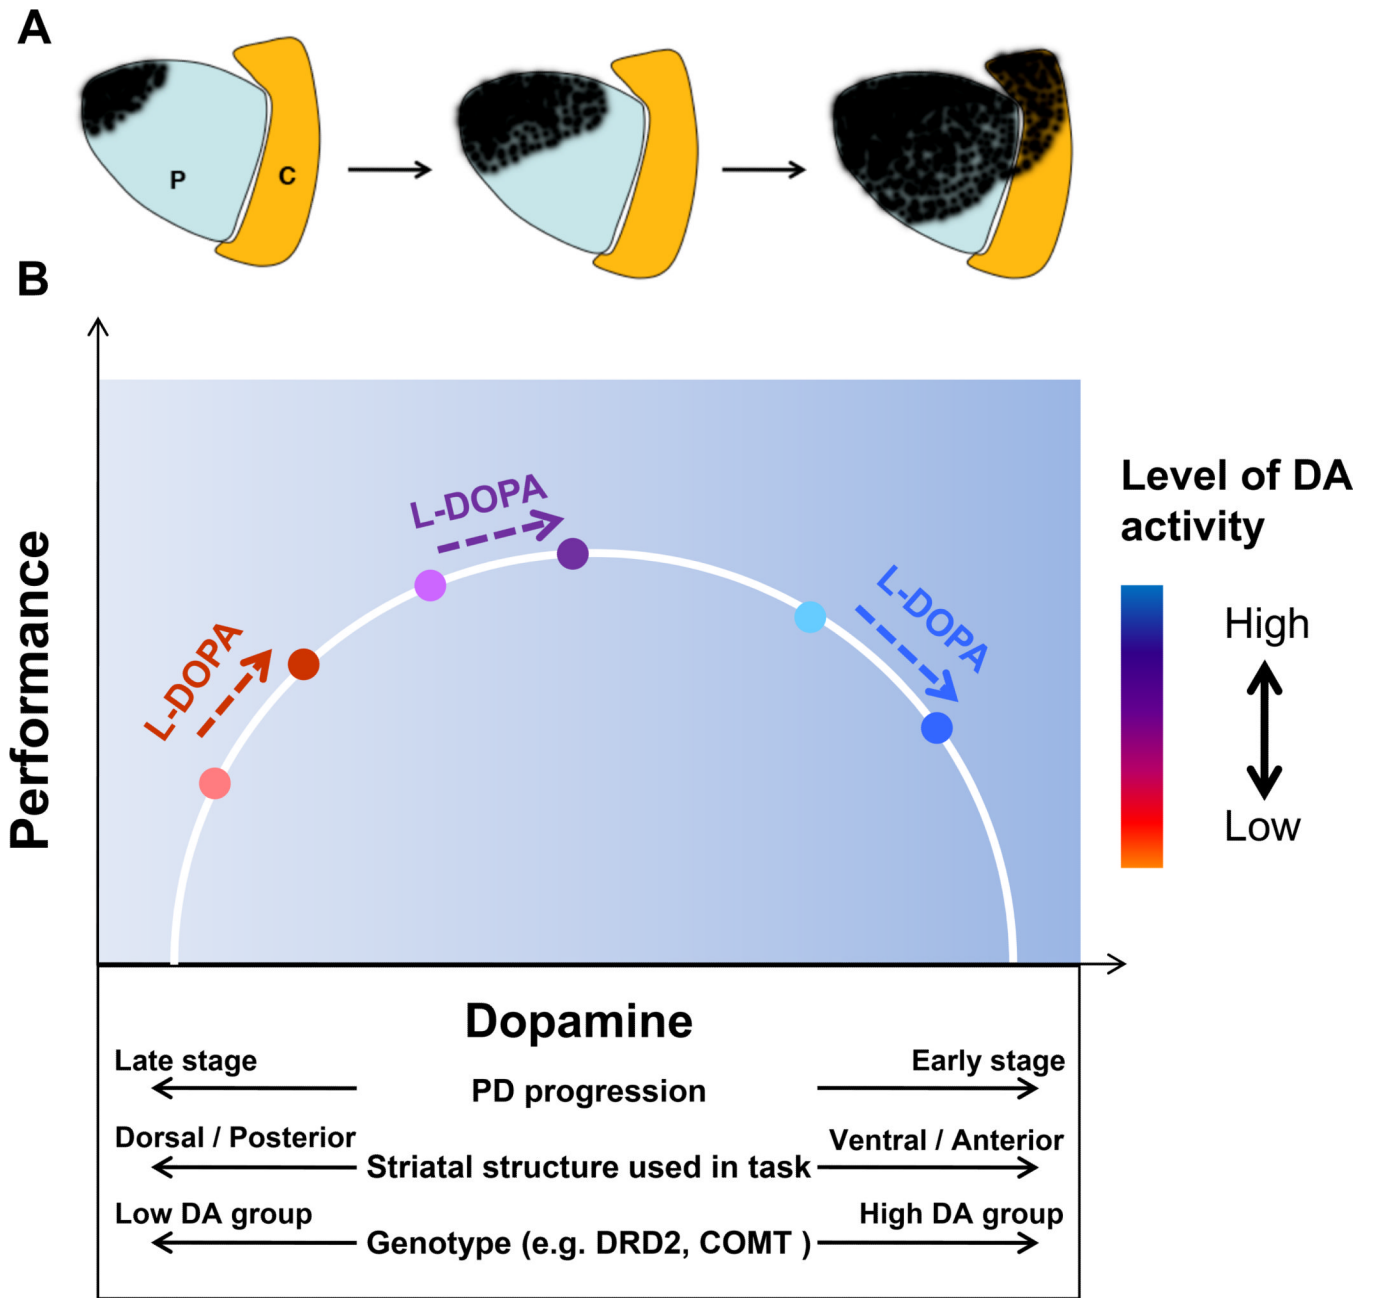 A
P
C
B
Performance
L-DOPA
L-DOPA
L-DOPA
Level of DA
activity
High
Low
Dopamine
Late stage
Early stage
PD progression
Dorsal / Posterior
Ventral / Anterior
Striatal structure used in task
Low DA group
High DA group
Genotype (e.g. DRD2, COMT )